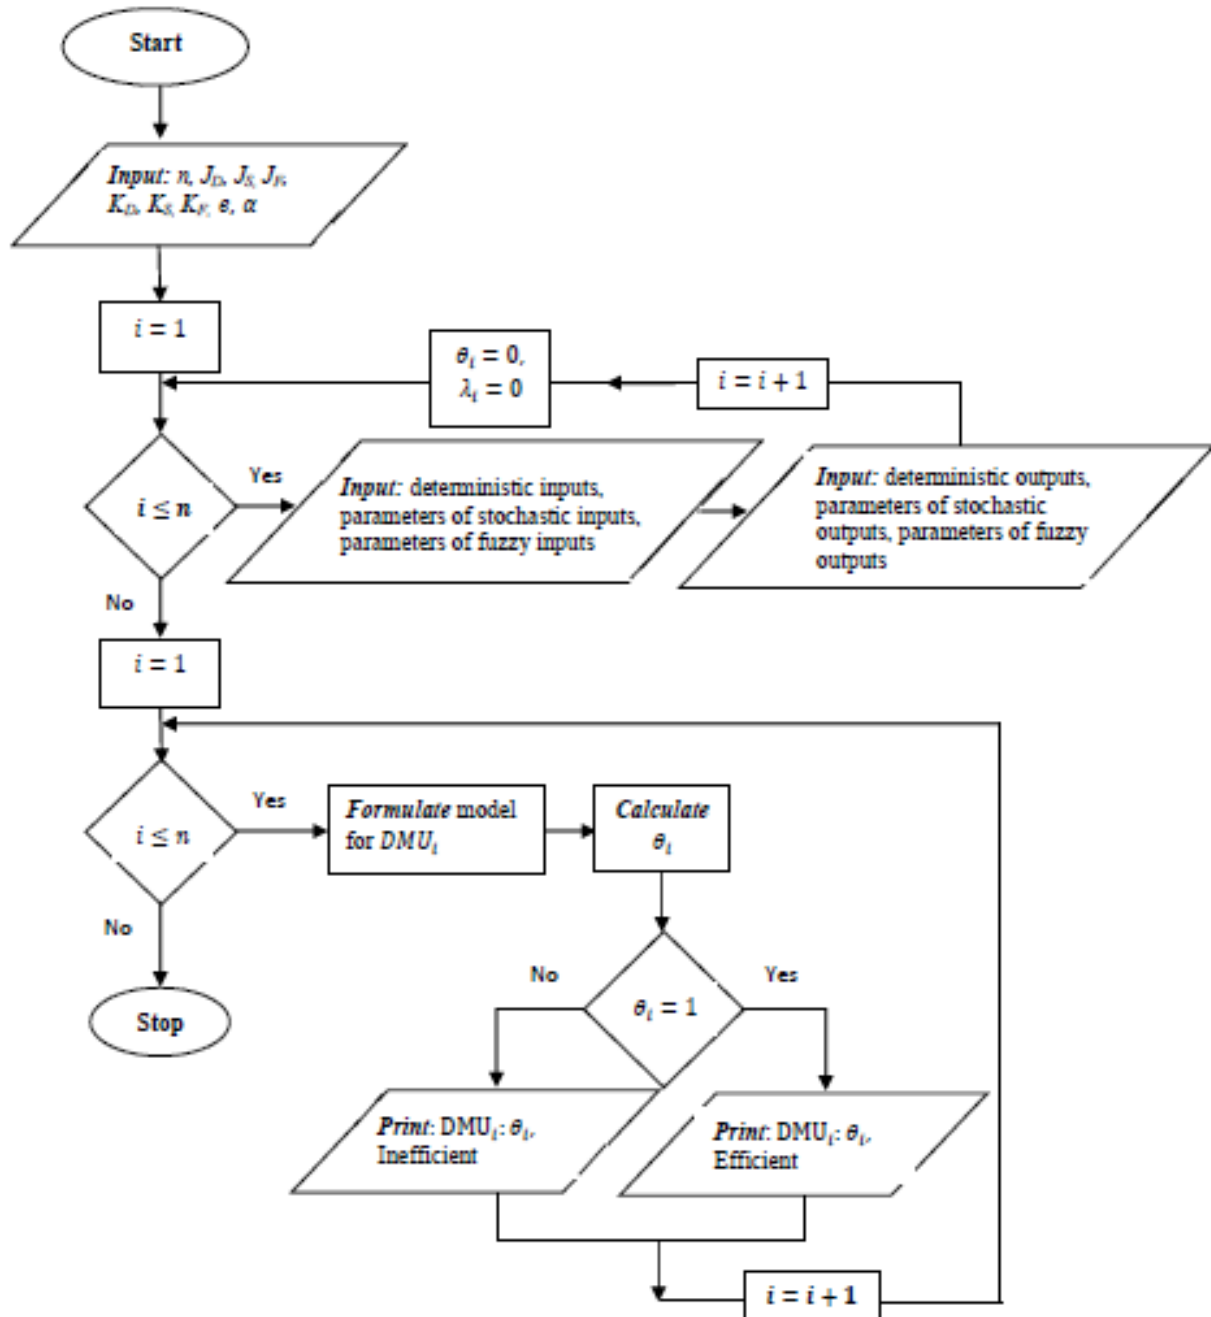 Start
Input: n, J_D, J_S, J_F,
K_D, K_S, K_F, e, α
i = 1
θ_i = 0,
λ_i = 0
i = i + 1
i ≤ n
Yes
Input: deterministic inputs,
parameters of stochastic inputs,
parameters of fuzzy inputs
Input: deterministic outputs,
parameters of stochastic
outputs, parameters of fuzzy
outputs
No
i = 1
i ≤ n
Yes
Formulate model
for DMU_i
Calculate
θ_i
No
Stop
No
θ_i = 1
Yes
Print: DMU_i: θ_i,
Inefficient
Print: DMU_i: θ_i,
Efficient
i = i + 1